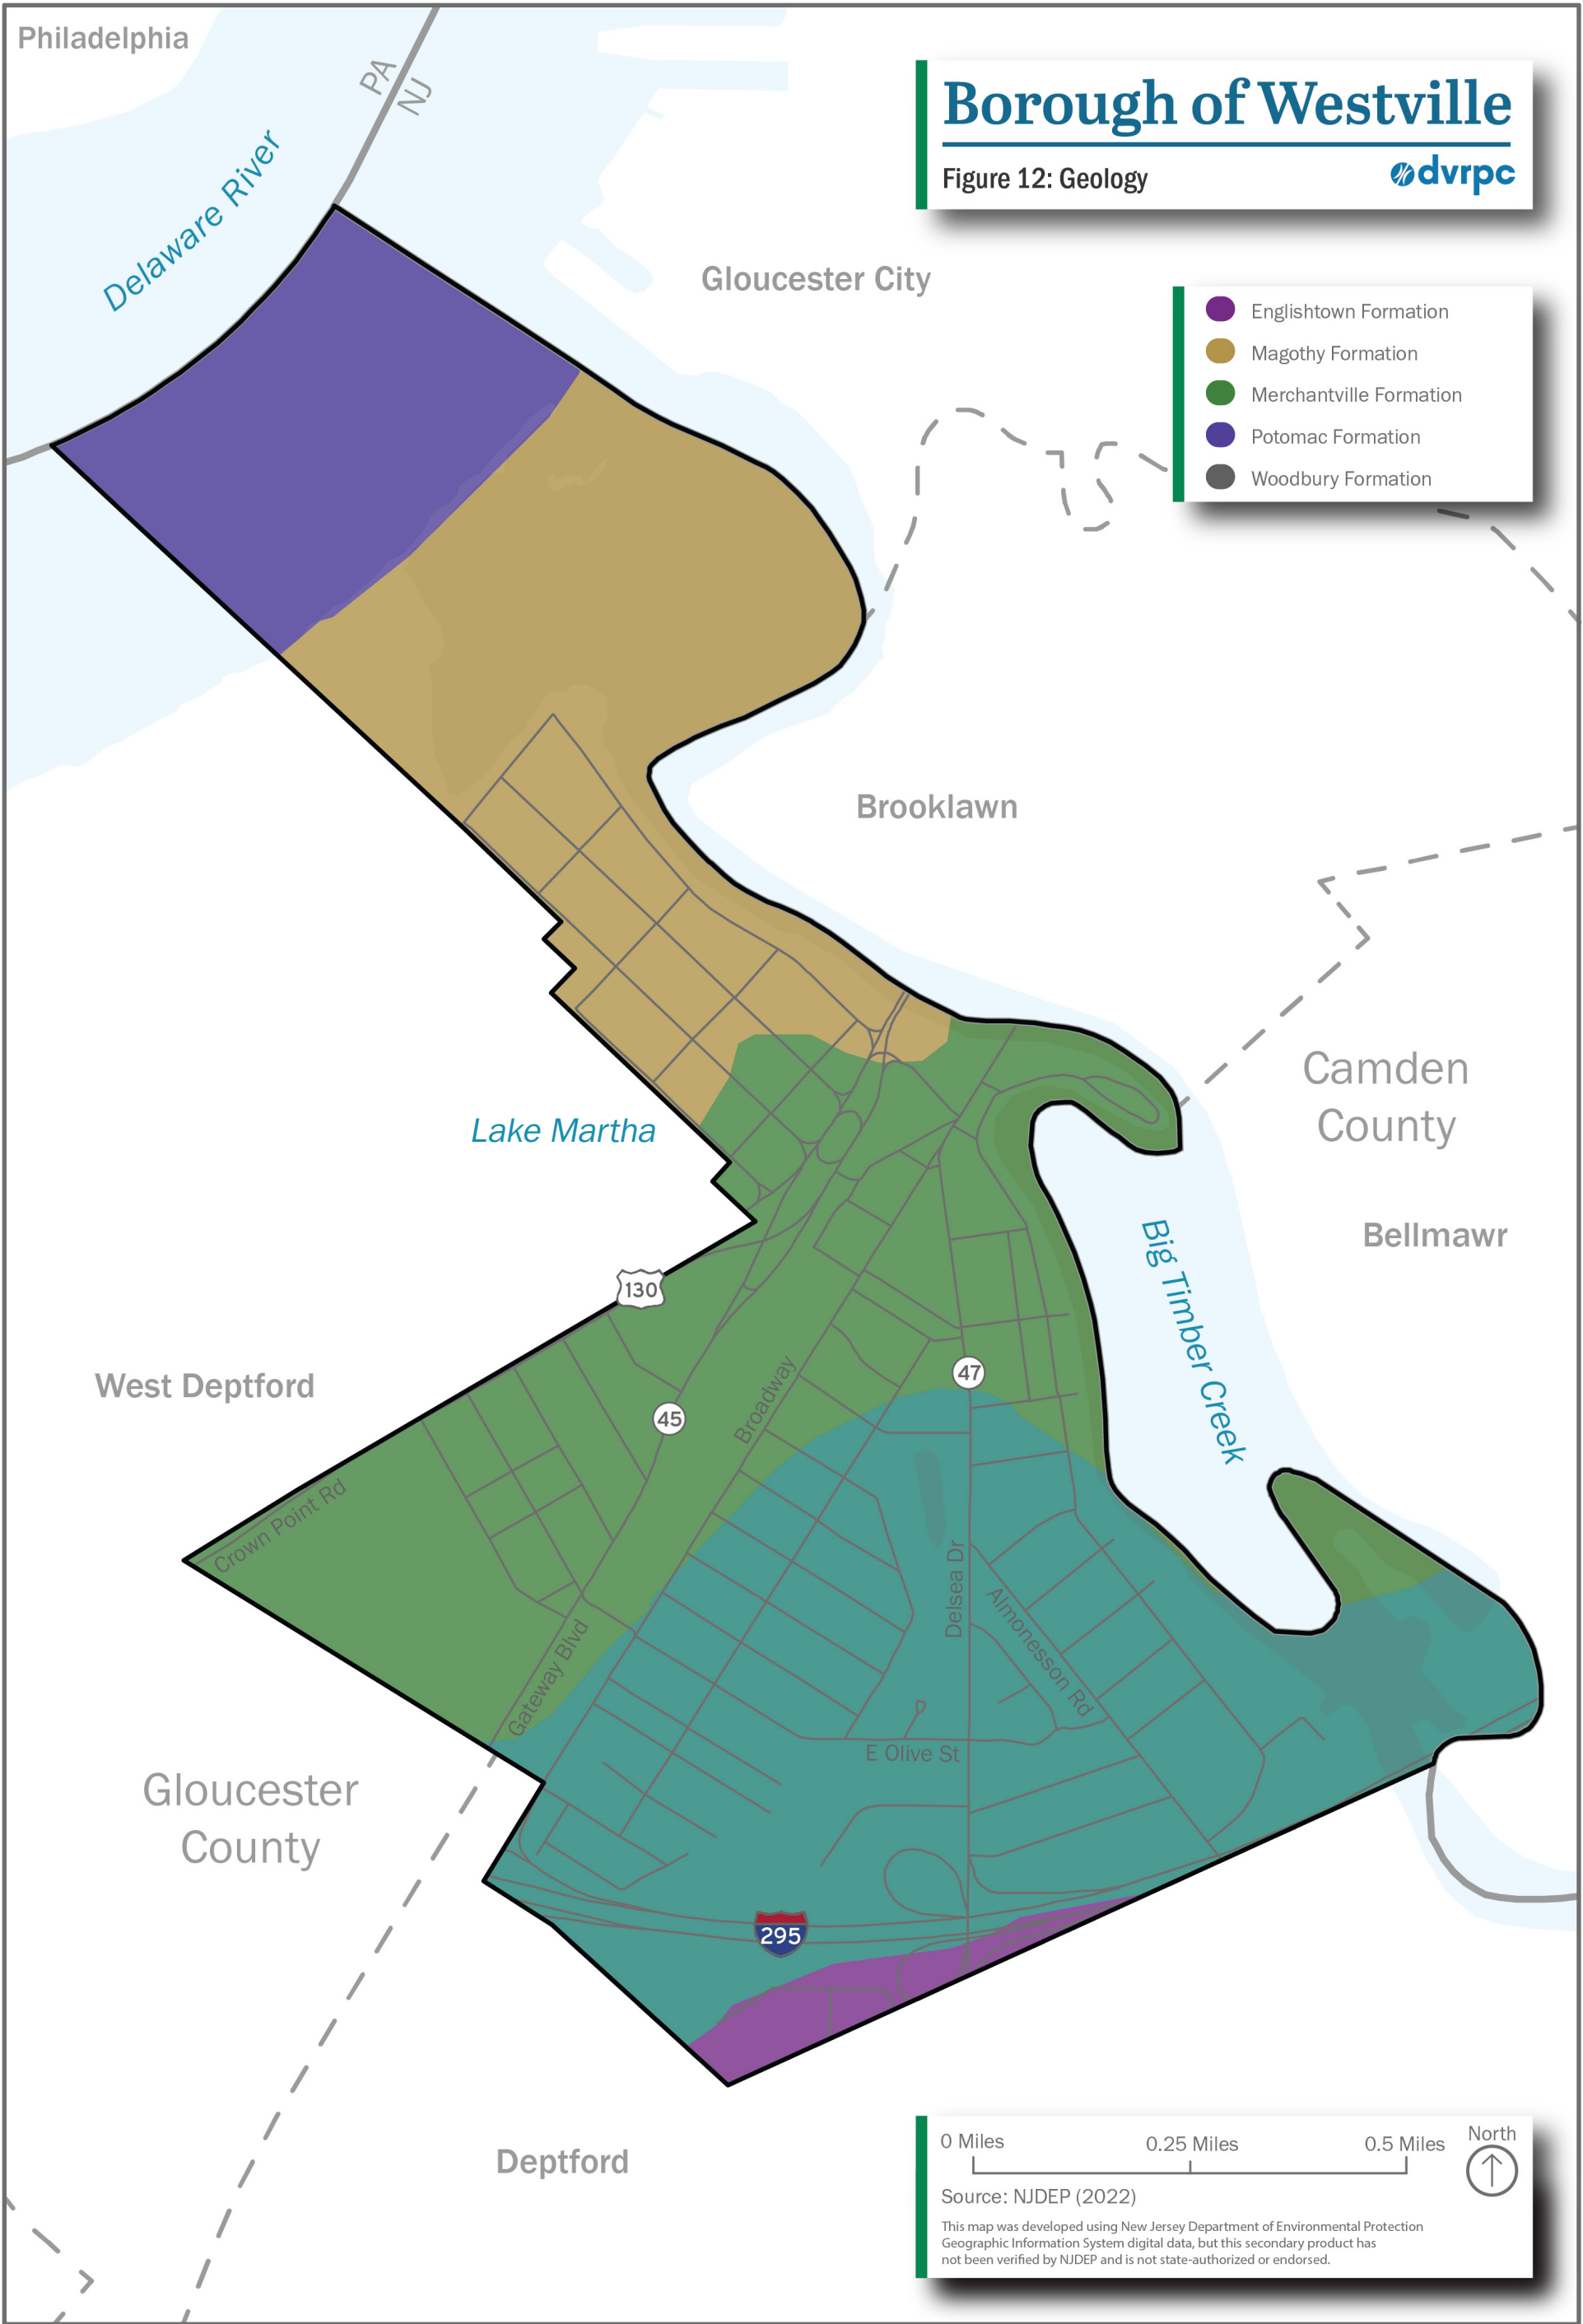 Philadelphia
PA
NJ
Borough of Westville
Figure 12: Geology
dvrpc
Delaware River
Gloucester City
Englishtown Formation
Magothy Formation
Merchantville Formation
Potomac Formation
Woodbury Formation
Brooklawn
Camden
County
Lake Martha
Bellmawr
Big Timber Creek
130
West Deptford
47
45
Broadway
Crown Point Rd
Delsea Dr
Almonesson Rd
Gateway Blvd
E Olive St
Gloucester
County
295
Deptford
0 Miles
0.25 Miles
0.5 Miles
North
Source: NJDEP (2022)
This map was developed using New Jersey Department of Environmental Protection
Geographic Information System digital data, but this secondary product has
not been verified by NJDEP and is not state-authorized or endorsed.